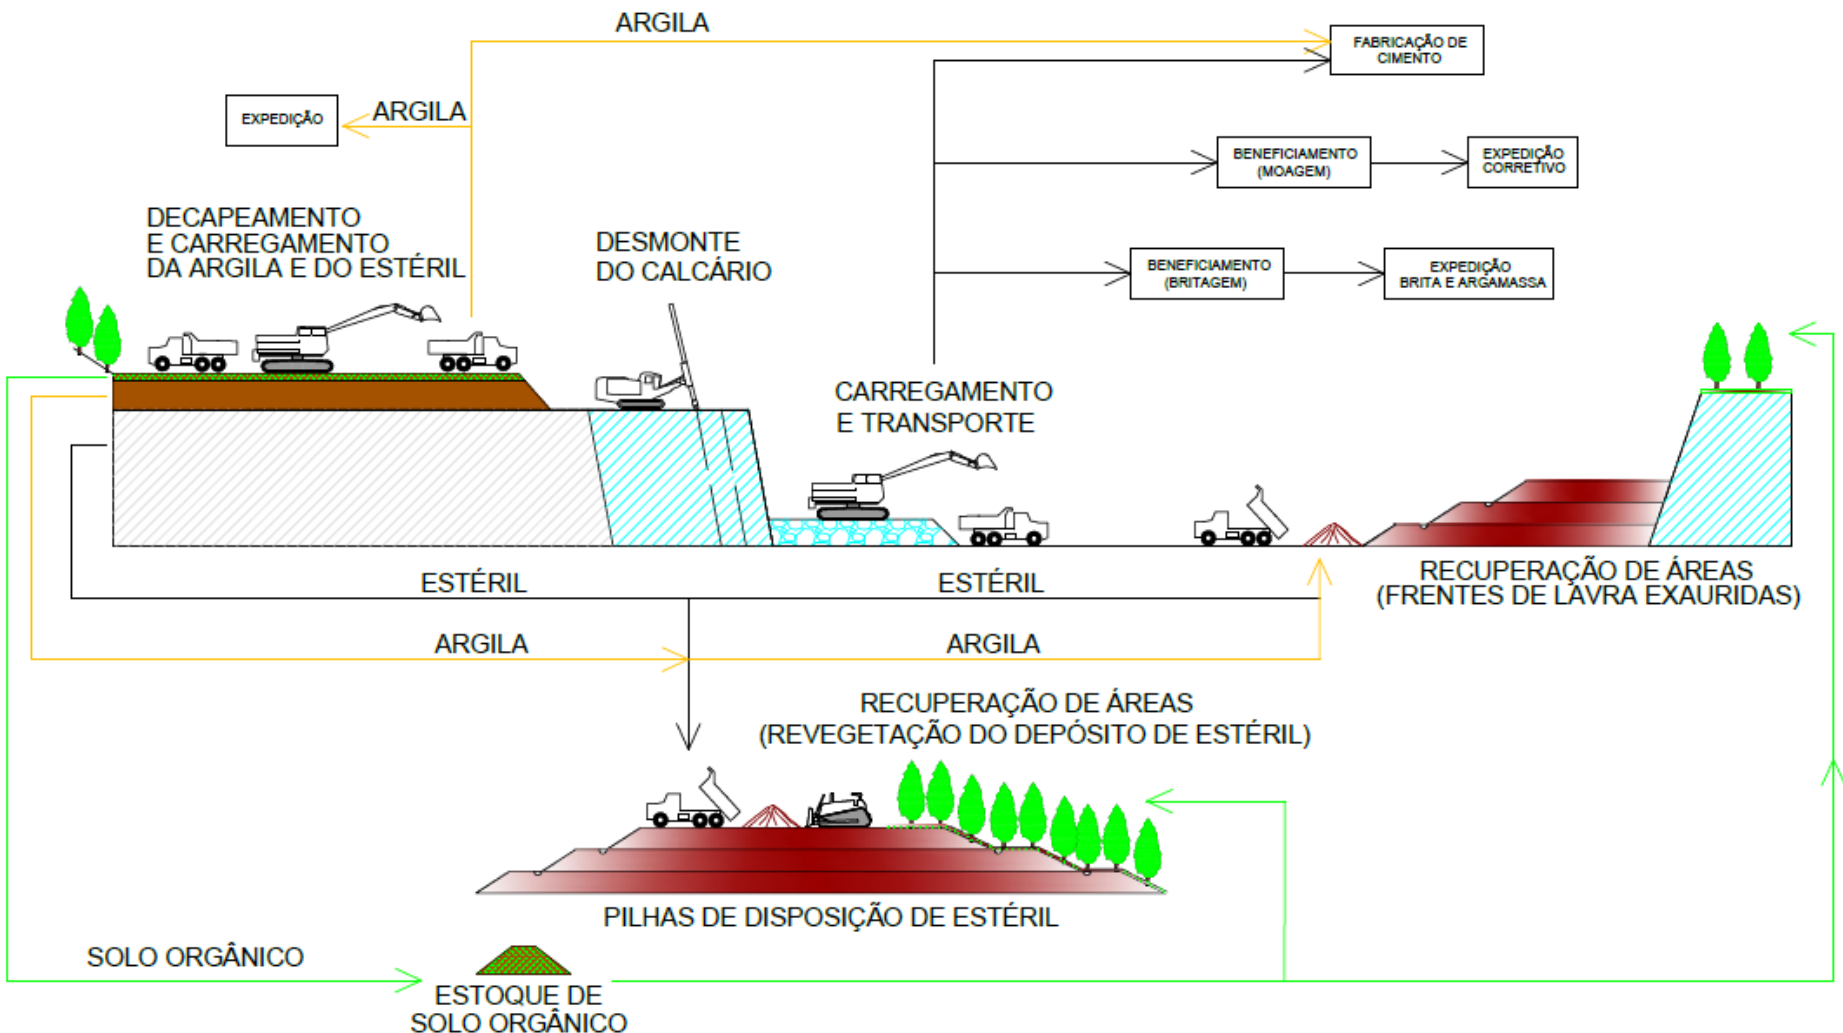 ARGILA
FABRICAÇÃO DE
CIMENTO
EXPEDIÇÃO
ARGILA
BENEFICIAMENTO
(MOAGEM)
EXPEDIÇÃO
CORRETIVO
DECAPEAMENTO
E CARREGAMENTO
DA ARGILA E DO ESTÉRIL
DESMONTE
DO CALCÁRIO
BENEFICIAMENTO
(BRITAGEM)
EXPEDIÇÃO
BRITA E ARGAMASSA
CARREGAMENTO
E TRANSPORTE
ESTÉRIL
ESTÉRIL
RECUPERAÇÃO DE ÁREAS
(FRENTES DE LAVRA EXAURIDAS)
ARGILA
ARGILA
RECUPERAÇÃO DE ÁREAS
(REVEGETAÇÃO DO DEPÓSITO DE ESTÉRIL)
PILHAS DE DISPOSIÇÃO DE ESTÉRIL
SOLO ORGÂNICO
ESTOQUE DE
SOLO ORGÂNICO